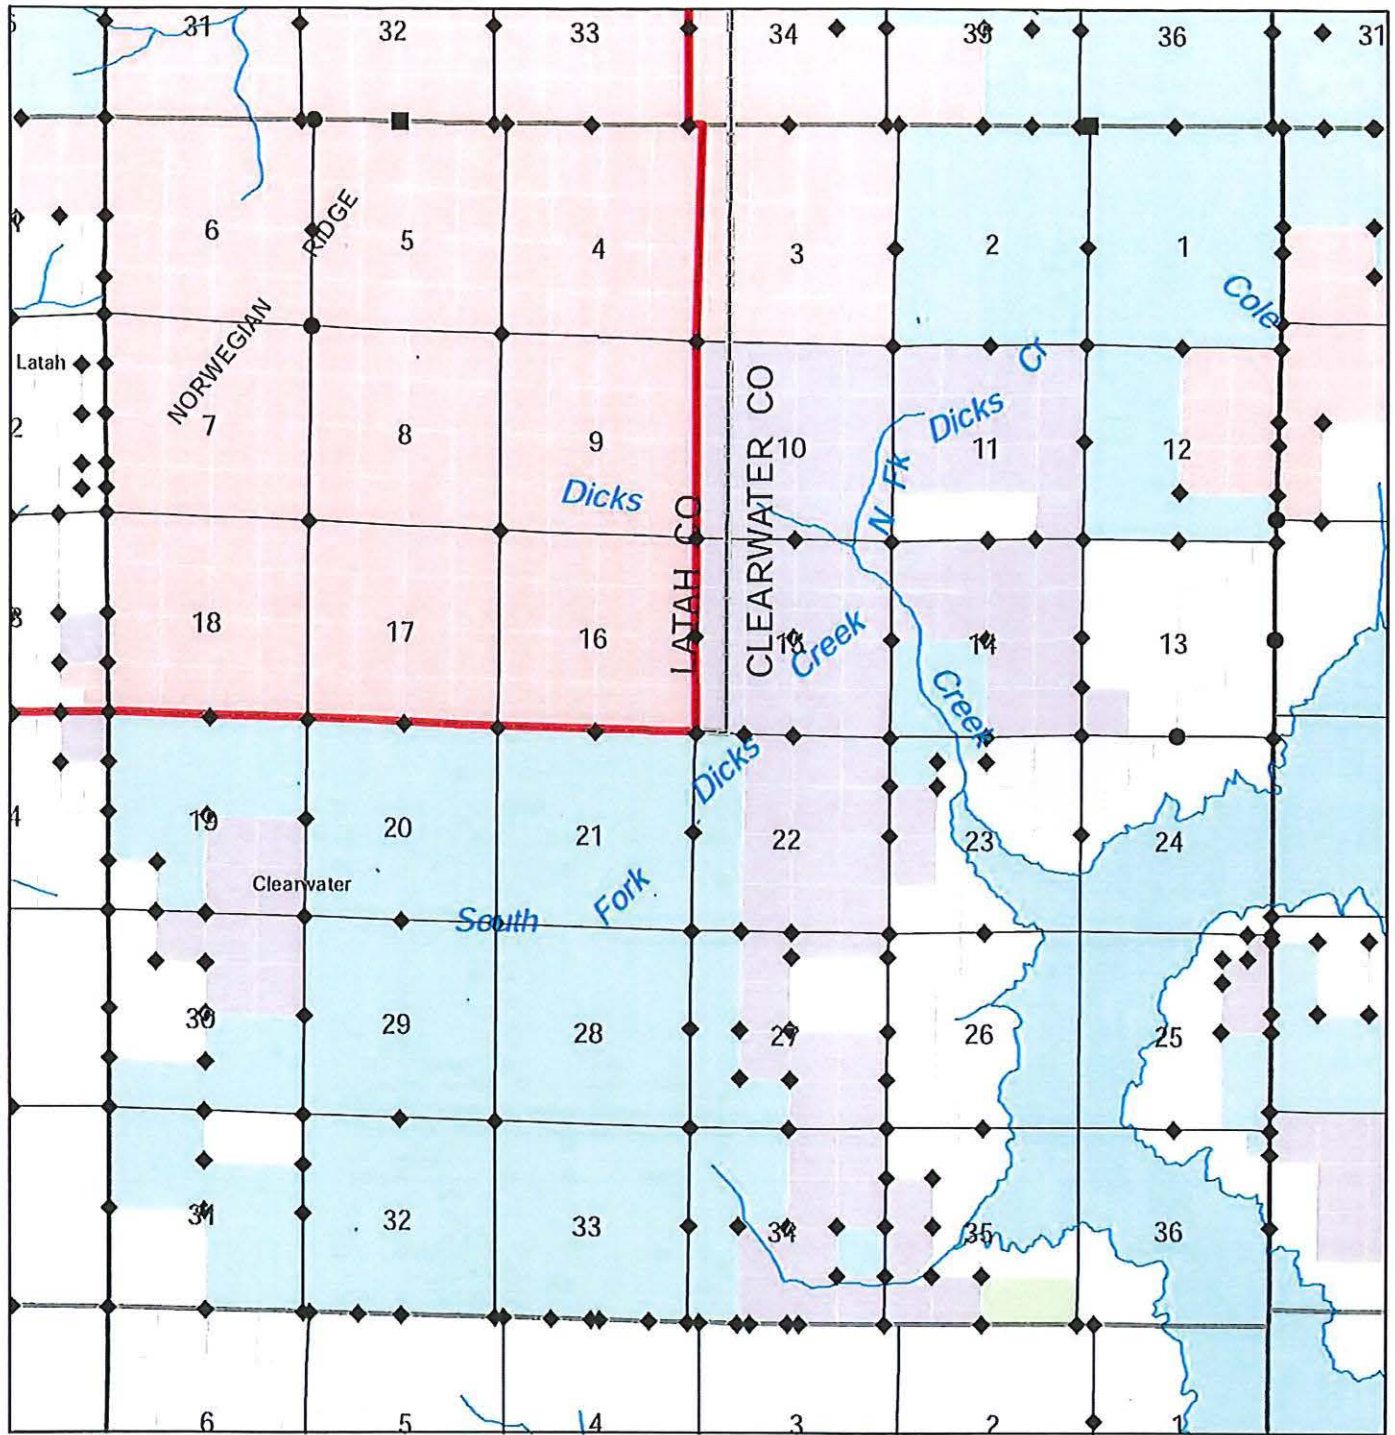 31 32 33 34 35 36 31
6 RIDGE 5 4 3 2 1
Cole
Cr
Latah
NORWEGIAN
Dicks
2 7 8 9 10 11 12
Dicks
N Fk
LATAH CO
CLEARWATER CO
18 17 16 15 14 13
Creek
Creek
Dicks
4 19 20 21 22 23 24
Clearwater
South Fork
30 29 28 27 26 25
31 32 33 34 35 36
6 5 4 3 2 1